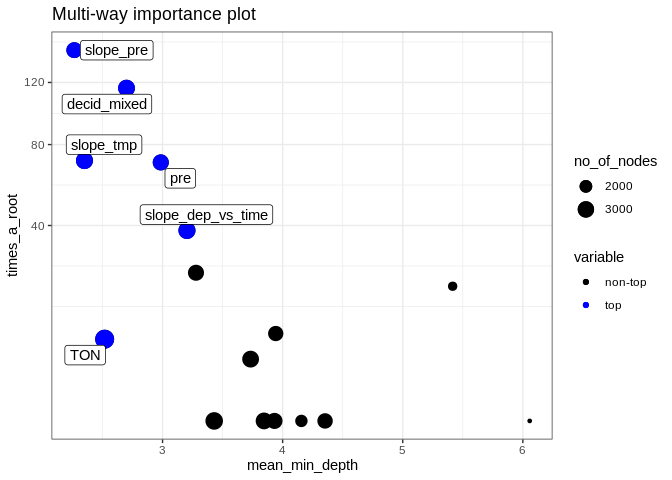 Multi-way importance plot
slope_pre
decid_mixed
slope_tmp
pre
slope_dep_vs_time
TON
120
80
40
times_a_root
3
4
5
6
mean_min_depth
no_of_nodes
2000
3000
variable
non-top
top